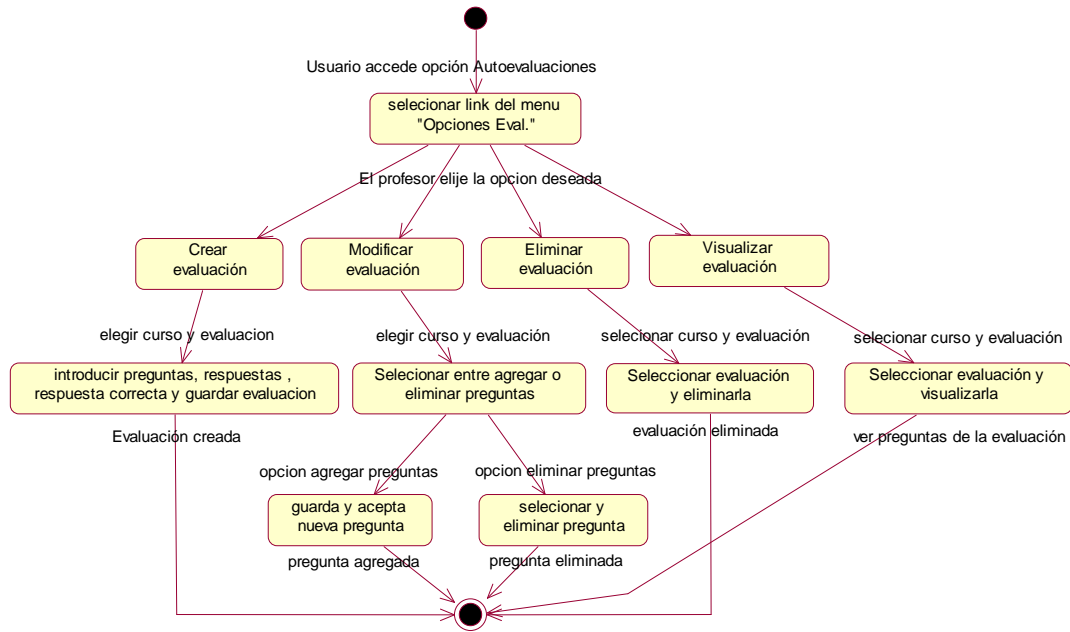 Usuario accede opción Autoevaluaciones
selecionar link del menu
"Opciones Eval."
El profesor elije la opcion deseada
Crear
evaluación
Modificar
evaluación
Eliminar
evaluación
Visualizar
evaluación
elegir curso y evaluacion
elegir curso y evaluación
selecionar curso y evaluación
selecionar curso y evaluación
introducir preguntas, respuestas ,
respuesta correcta y guardar evaluacion
Selecionar entre agregar o
eliminar preguntas
Seleccionar evaluación
y eliminarla
Seleccionar evaluación y
visualizarla
Evaluación creada
evaluación eliminada
ver preguntas de la evaluación
opcion agregar preguntas
opcion eliminar preguntas
guarda y acepta
nueva pregunta
selecionar y
eliminar pregunta
pregunta agregada
pregunta eliminada